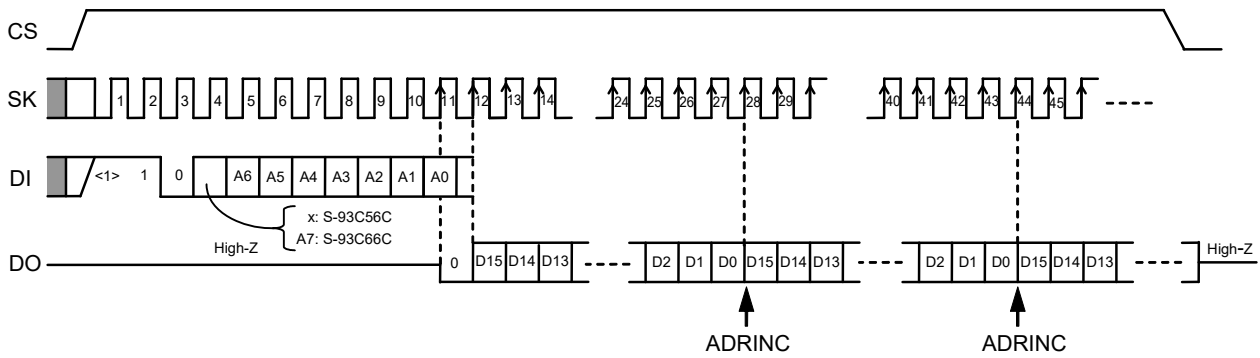 CS
SK 1 2 3 4 5 6 7 8 9 10 11 12 13 14 24 25 26 27 28 29 40 41 42 43 44 45
DI <1> 1 0 A6 A5 A4 A3 A2 A1 A0
x: S-93C56C
A7: S-93C66C
High-Z
High-Z
DO 0 D15 D14 D13 D2 D1 D0 D15 D14 D13 D2 D1 D0 D15 D14 D13
ADRINC ADRINC